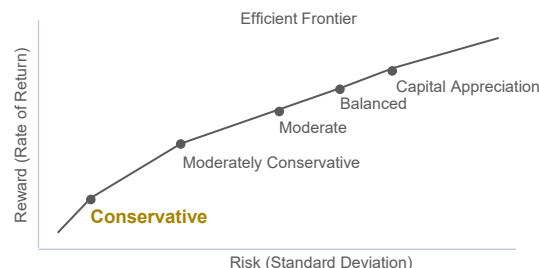 Efficient Frontier
Reward (Rate of Return)
Capital Appreciation
Balanced
Moderate
Moderately Conservative
Conservative
Risk (Standard Deviation)